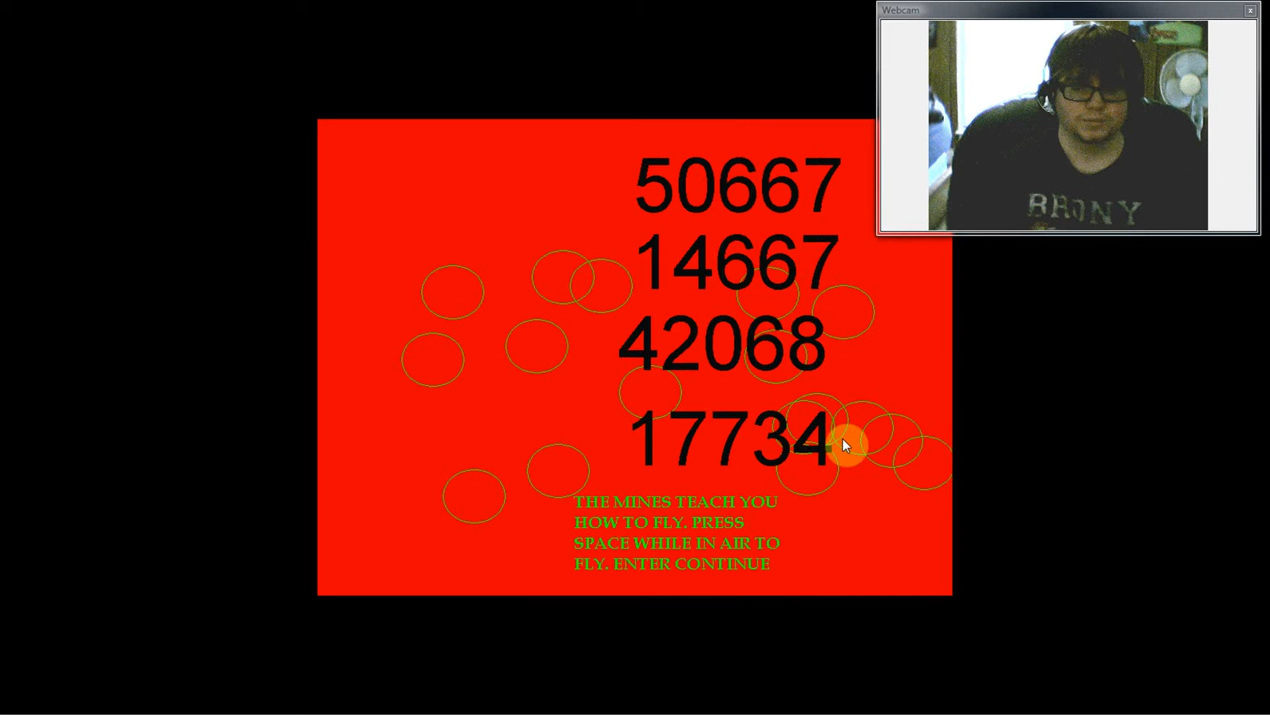 Webcam
x
BRONY
50667
14667
42068
17734
THE MINES TEACH YOU
HOW TO FLY. PRESS
SPACE WHILE IN AIR TO
FLY. ENTER CONTINUE